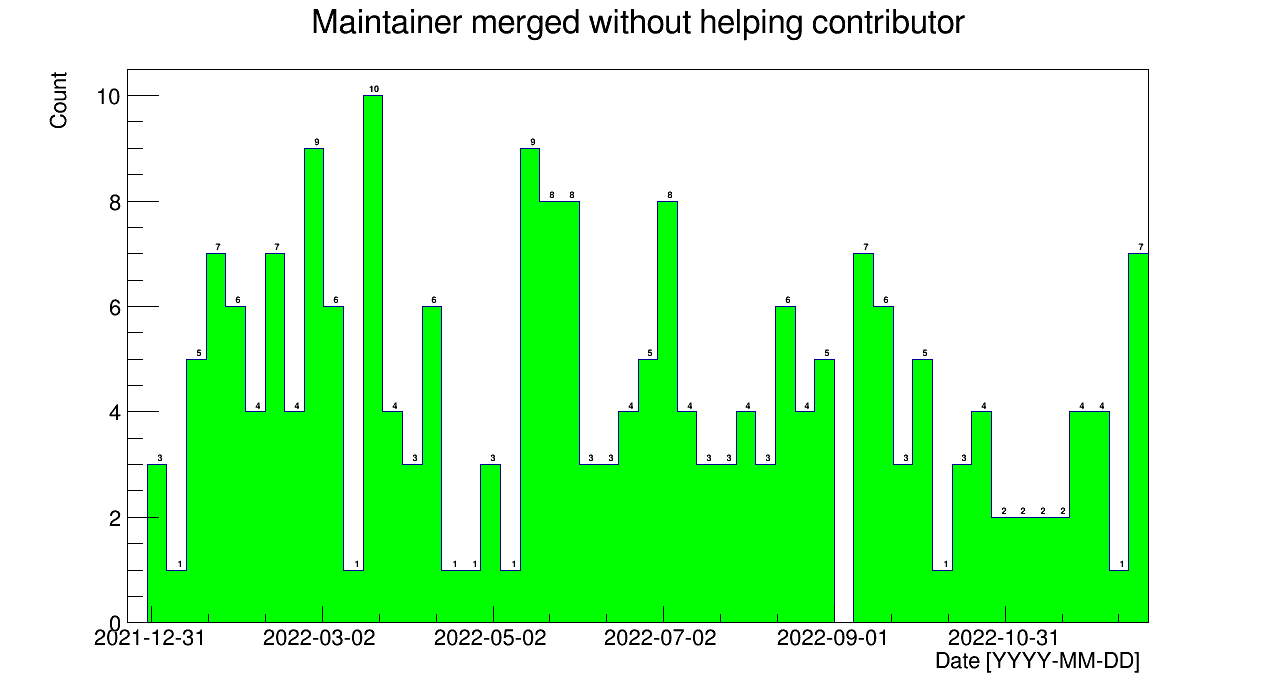 Maintainer merged without helping contributor
Count
10
8
6
4
2
0
3 1 5 7 6 4 7 4 9 6 1 10 4 3 6 1 1 3 1 9 8 8 3 3 4 5 8 4 3 3 4 3 6 4 5 7 6 3 5 1 3 4 2 2 2 2 4 4 1 7
2021-12-31 2022-03-02 2022-05-02 2022-07-02 2022-09-01 2022-10-31
Date [YYYY-MM-DD]